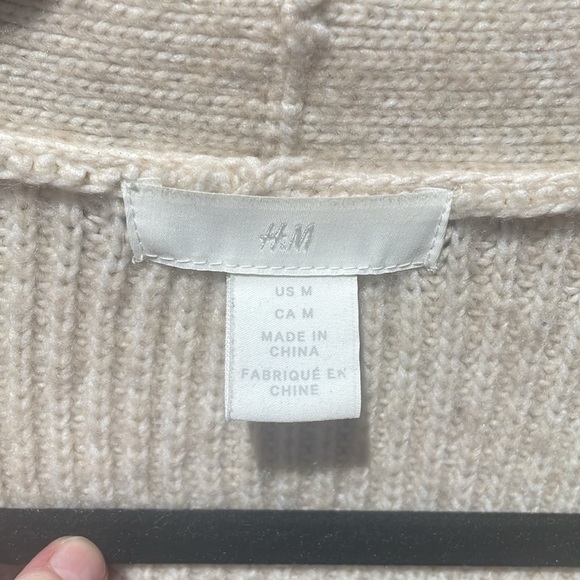 H&M
US M
CA M
MADE IN
CHINA
FABRIQUÉ EN
CHINE